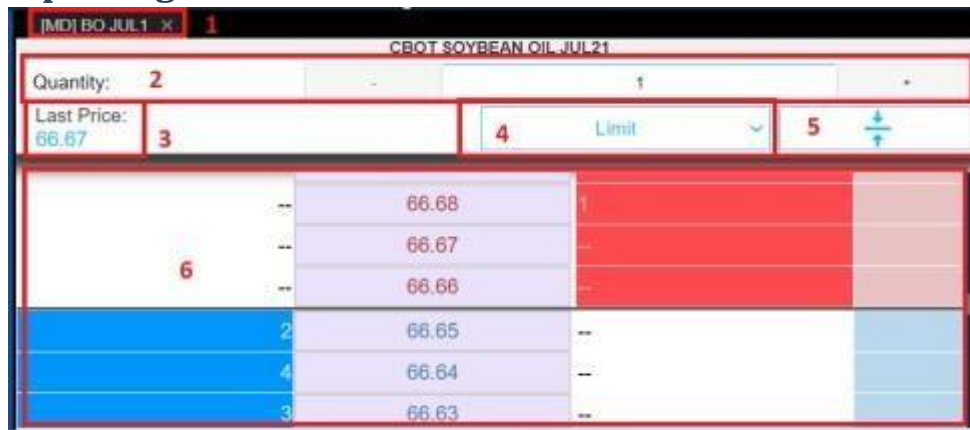 [MD] BO JUL1 × 1
CBOT SOYBEAN OIL JUL21
Quantity: 2 - 1 +
Last Price:
66.67 3 4 Limit 5
-- 66.68 1
-- 66.67 --
6
-- 66.66 --
2 66.65 --
4 66.64 --
3 66.63 --